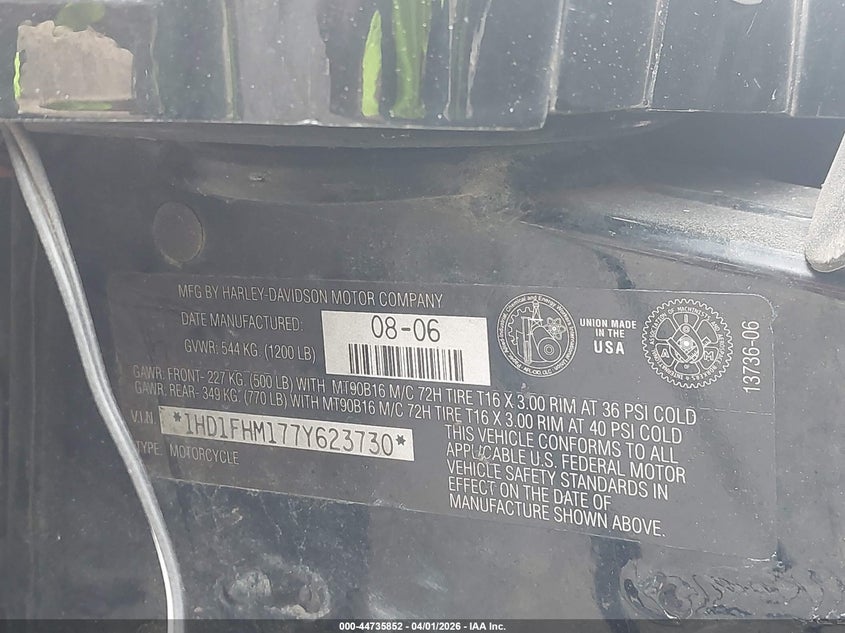 MFG BY HARLEY-DAVIDSON MOTOR COMPANY
DATE MANUFACTURED: 08-06
GVWR: 544 KG. (1200 LB)
GAWR: FRONT- 227 KG. (500 LB) WITH MT90B16 M/C 72H TIRE T16 X 3.00 RIM AT 36 PSI COLD
GAWR: REAR- 349 KG. (770 LB) WITH MT90B16 M/C 72H TIRE T16 X 3.00 RIM AT 40 PSI COLD
V.I.N. *1HD1FHM177Y623730*
TYPE: MOTORCYCLE
THIS VEHICLE CONFORMS TO ALL
APPLICABLE U.S. FEDERAL MOTOR
VEHICLE SAFETY STANDARDS IN
EFFECT ON THE DATE OF
MANUFACTURE SHOWN ABOVE.
UNION MADE
IN THE
USA
13736-06
000-44735852 - 04/01/2026 - IAA Inc.